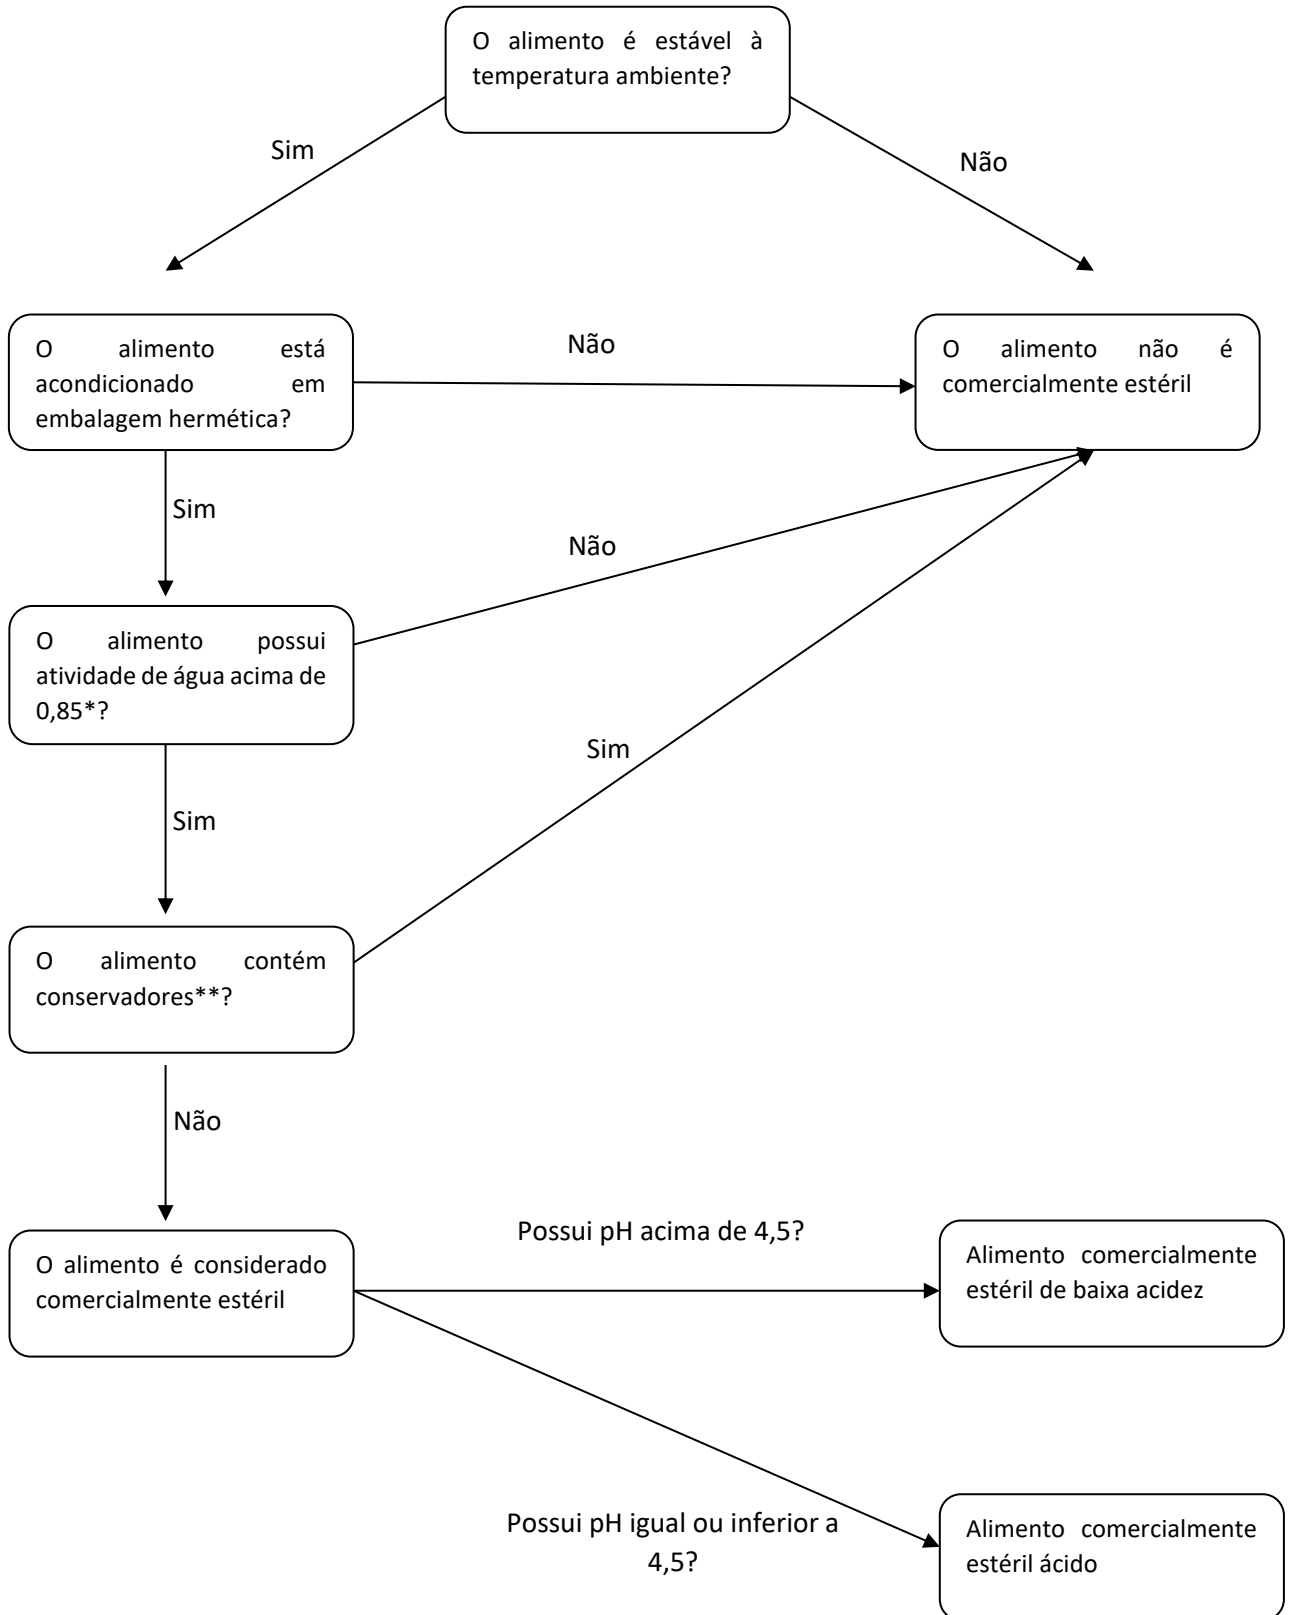 O alimento é estável à
temperatura ambiente?
Sim
Não
O alimento está
acondicionado em
embalagem hermética?
Não
O alimento não é
comercialmente estéril
Sim
Não
O alimento possui
atividade de água acima de
0,85*?
Sim
Sim
O alimento contém
conservadores**?
Não
Possui pH acima de 4,5?
O alimento é considerado
comercialmente estéril
Alimento comercialmente
estéril de baixa acidez
Possui pH igual ou inferior a
4,5?
Alimento comercialmente
estéril ácido